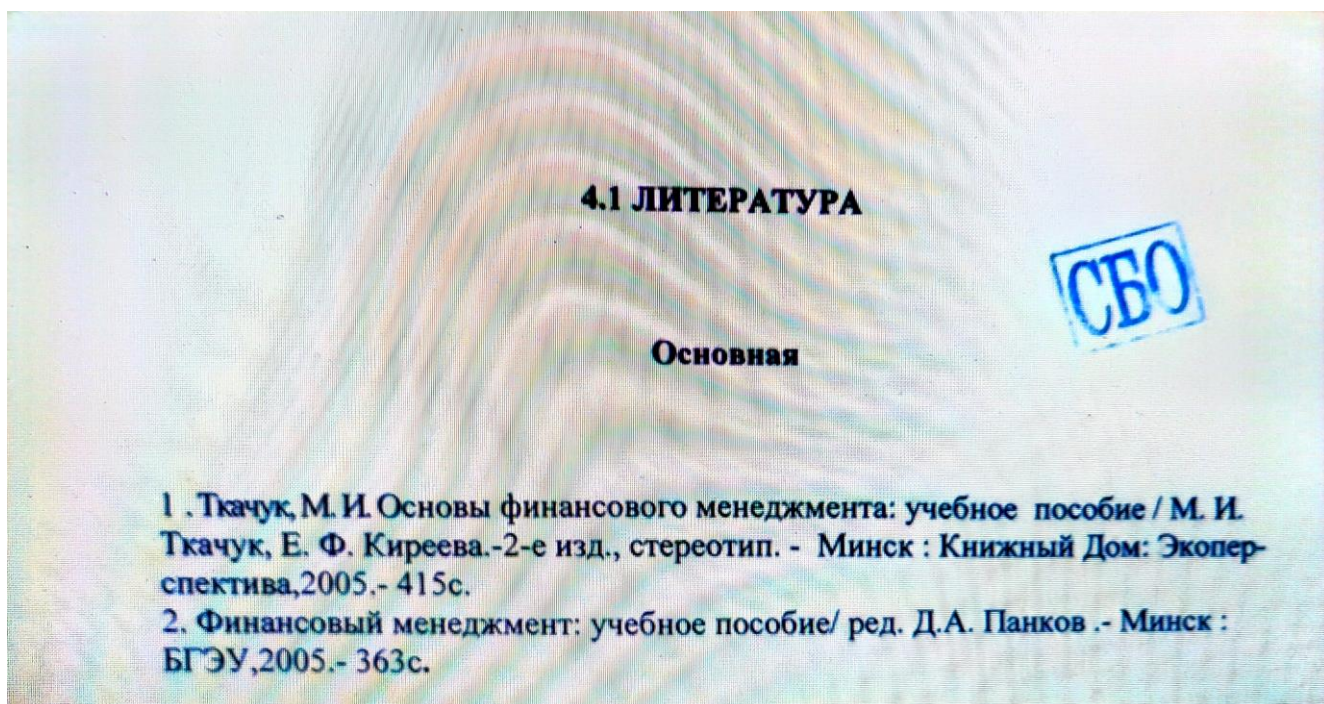 4.1 ЛИТЕРАТУРА
СБО
Основная
1 . Ткачук, М. И. Основы финансового менеджмента: учебное пособие / М. И.
Ткачук, Е. Ф. Киреева.-2-е изд., стереотип. - Минск : Книжный Дом: Экопер-
спектива,2005.- 415с.
2. Финансовый менеджмент: учебное пособие/ ред. Д.А. Панков .- Минск :
БГЭУ,2005.- 363с.